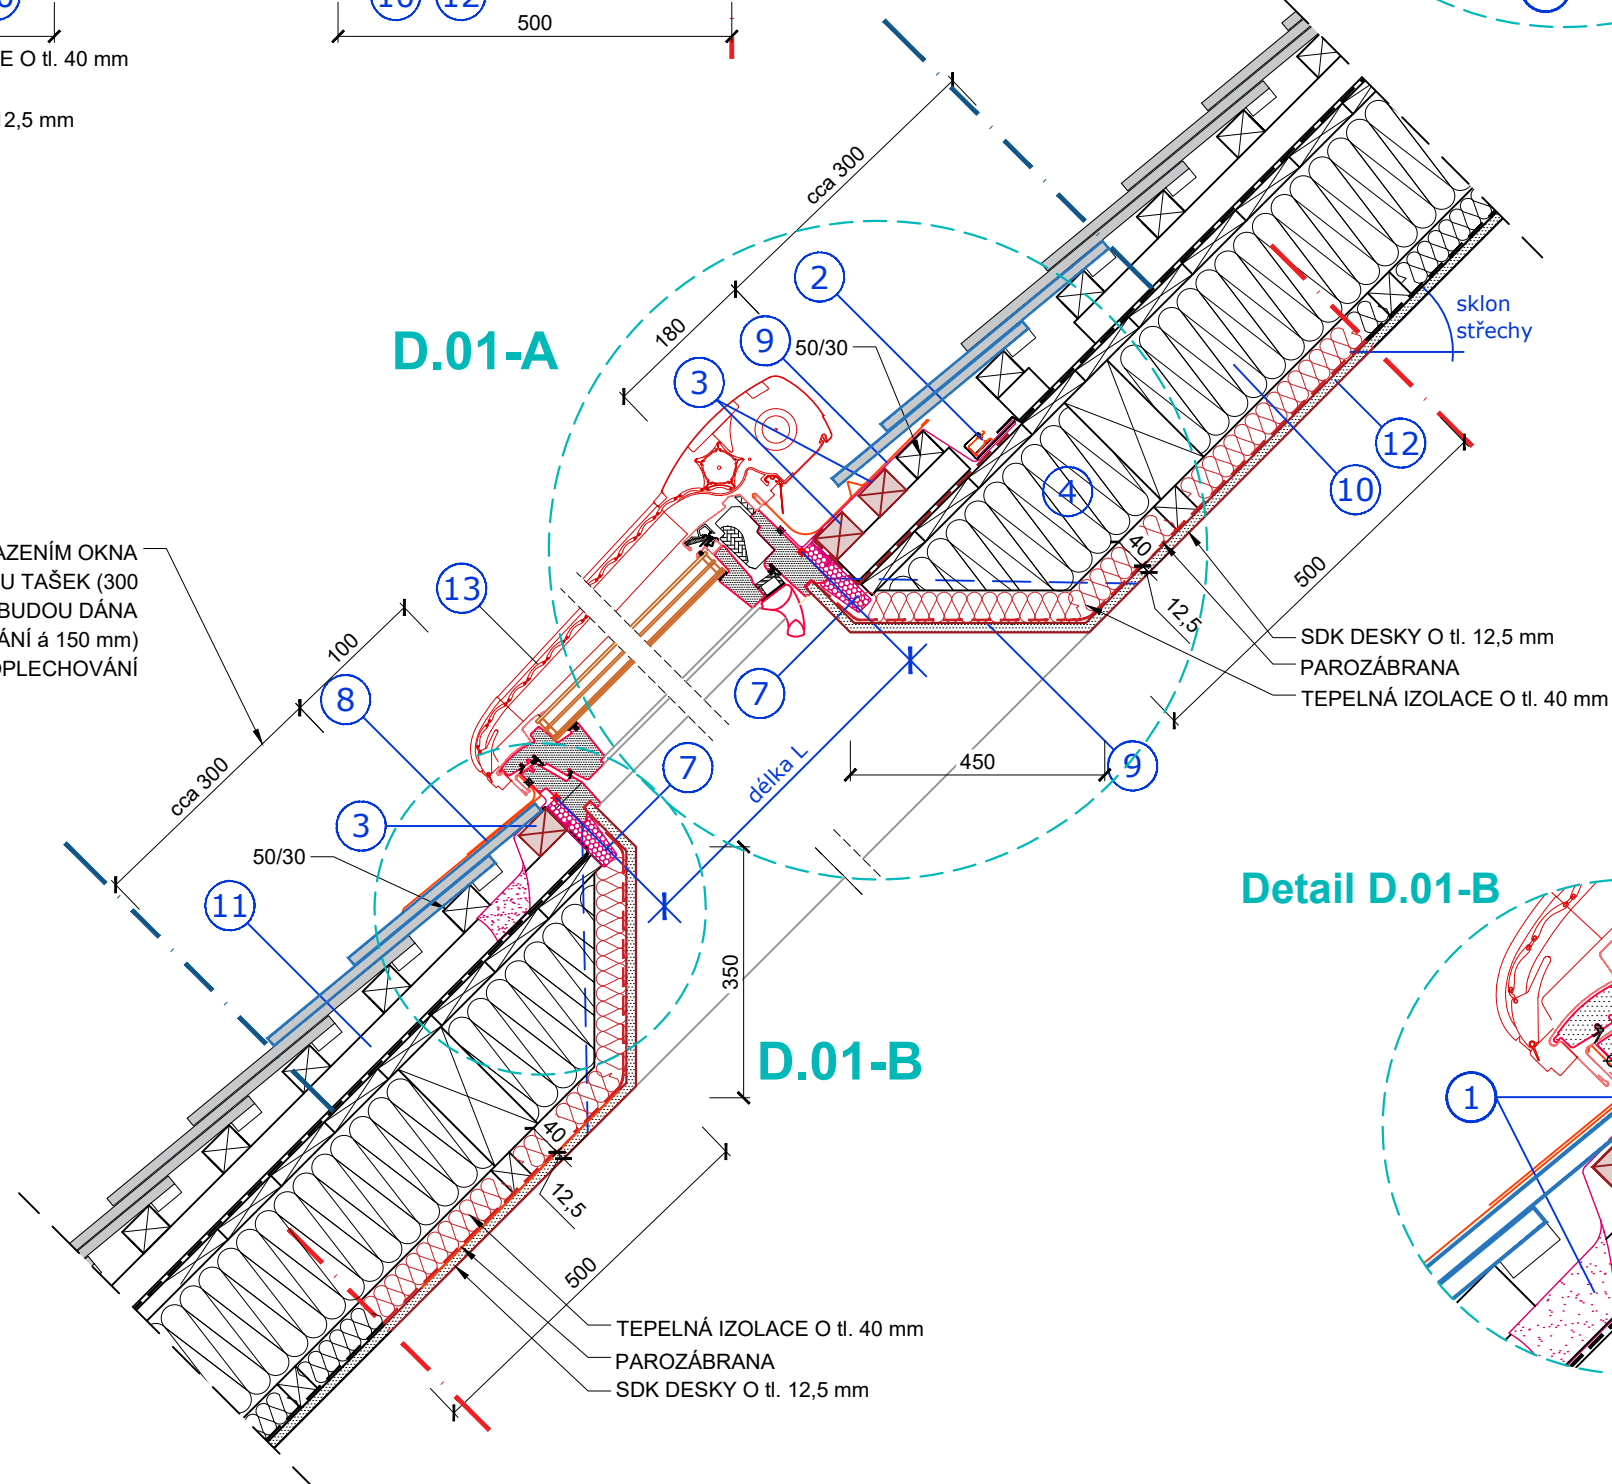 10 12
500
E O tl. 40 mm
12,5 mm
cca 300
180
2
9
50/30
3
D.01-A
4
sklon
střechy
12
10
500
AZENÍM OKNA
U TAŠEK (300
BUDOU DÁNA
ÁNÍ á 150 mm)
OPLECHOVÁNÍ
13
100
8
cca 300
40
12,5
SDK DESKY O tl. 12,5 mm
PAROZÁBRANA
TEPELNÁ IZOLACE O tl. 40 mm
7
7
délka L
450
9
3
50/30
11
350
D.01-B
Detail D.01-B
1
40
12,5
500
TEPELNÁ IZOLACE O tl. 40 mm
PAROZÁBRANA
SDK DESKY O tl. 12,5 mm